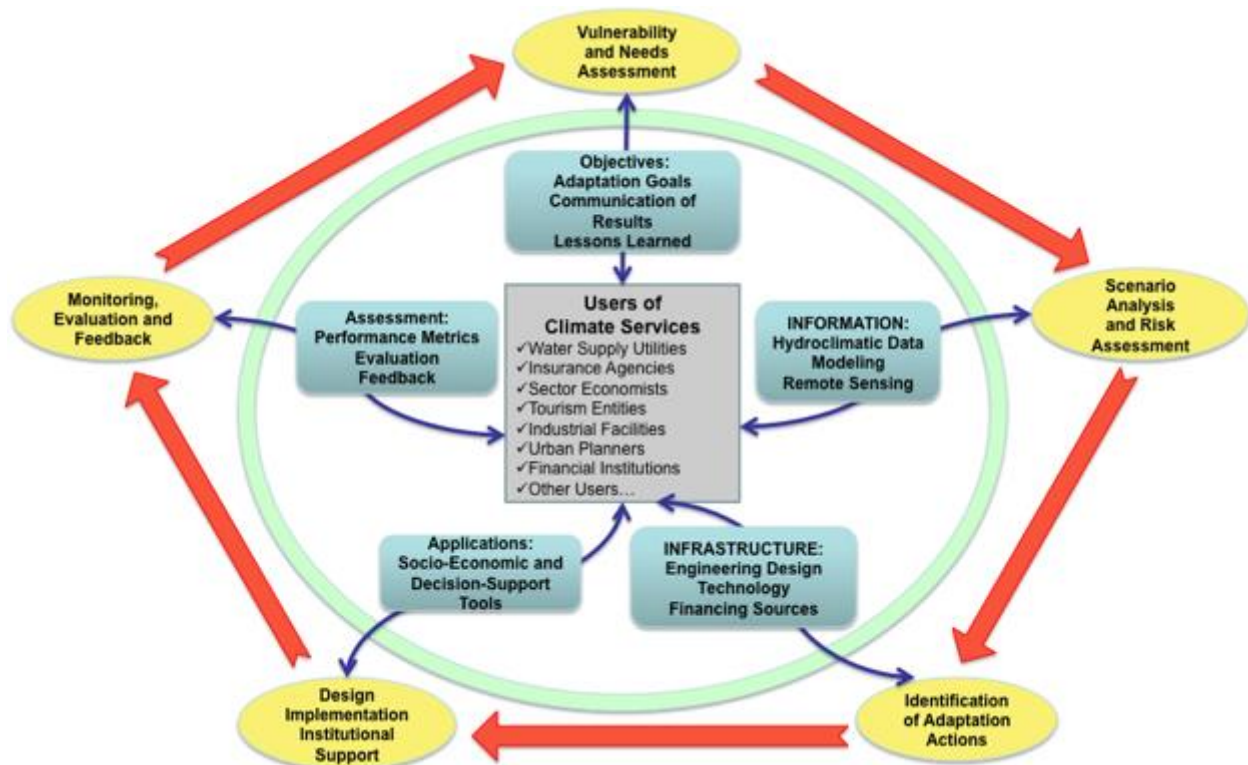 Vulnerability
and Needs
Assessment
Objectives:
Adaptation Goals
Communication of
Results
Lessons Learned
Monitoring,
Evaluation and
Feedback
Assessment:
Performance Metrics
Evaluation
Feedback
Users of
Climate Services
✓Water Supply Utilities
✓Insurance Agencies
✓Sector Economists
✓Tourism Entities
✓Industrial Facilities
✓Urban Planners
✓Financial Institutions
✓Other Users…
INFORMATION:
Hydroclimatic Data
Modeling
Remote Sensing
Scenario
Analysis
and Risk
Assessment
Applications:
Socio-Economic and
Decision-Support
Tools
INFRASTRUCTURE:
Engineering Design
Technology
Financing Sources
Design
Implementation
Institutional
Support
Identification
of Adaptation
Actions